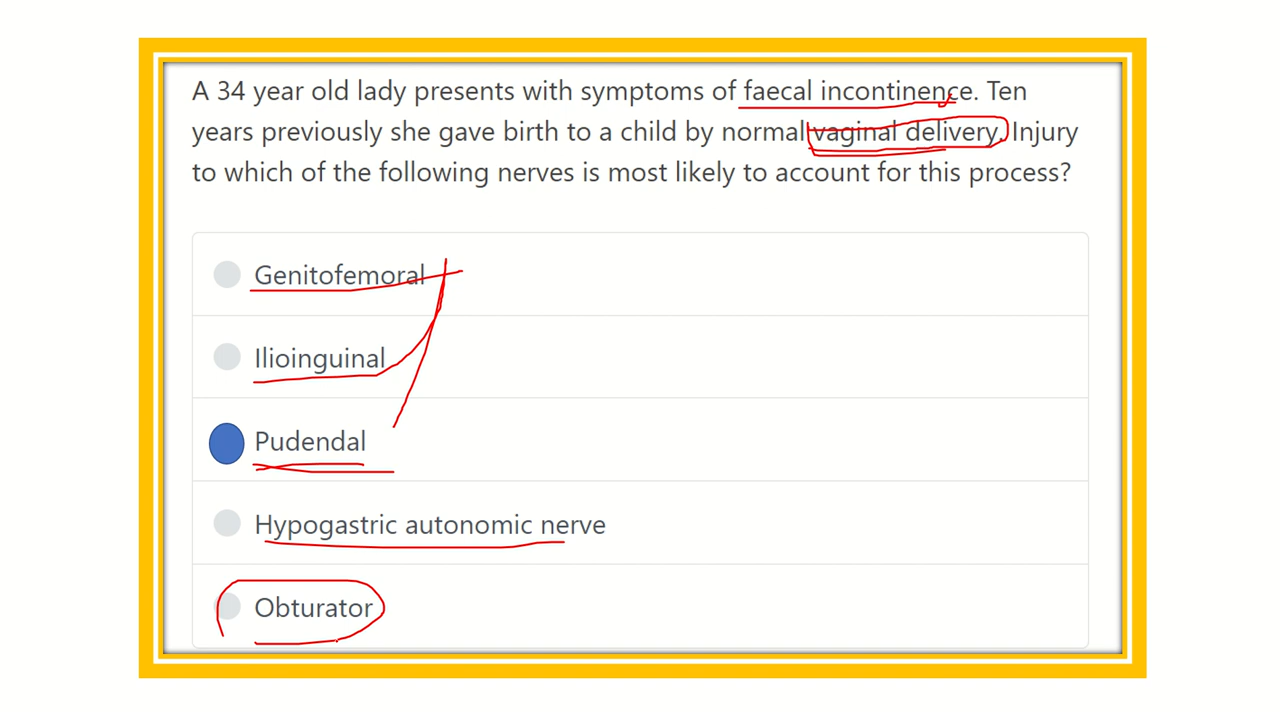 A 34 year old lady presents with symptoms of faecal incontinence. Ten
years previously she gave birth to a child by normal vaginal delivery. Injury
to which of the following nerves is most likely to account for this process?
Genitofemoral
Ilioinguinal
Pudendal
Hypogastric autonomic nerve
Obturator